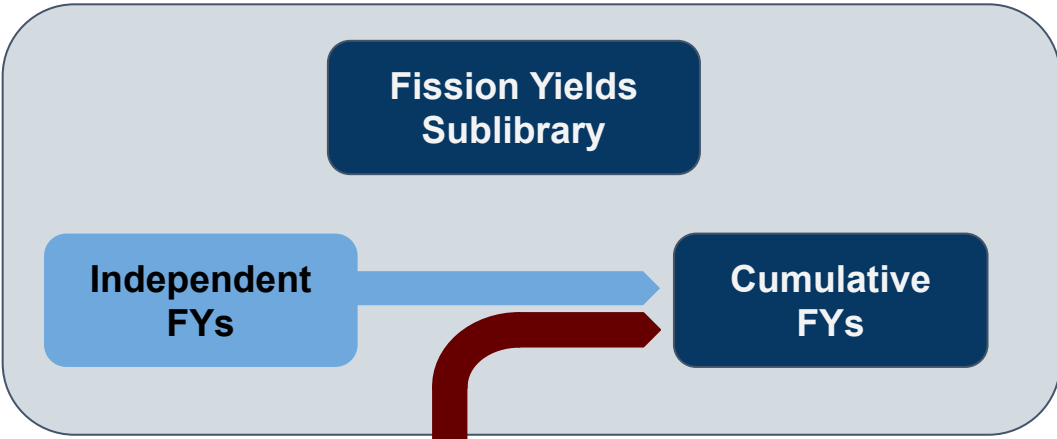 Fission Yields
Sublibrary
Independent
FYs
Cumulative
FYs